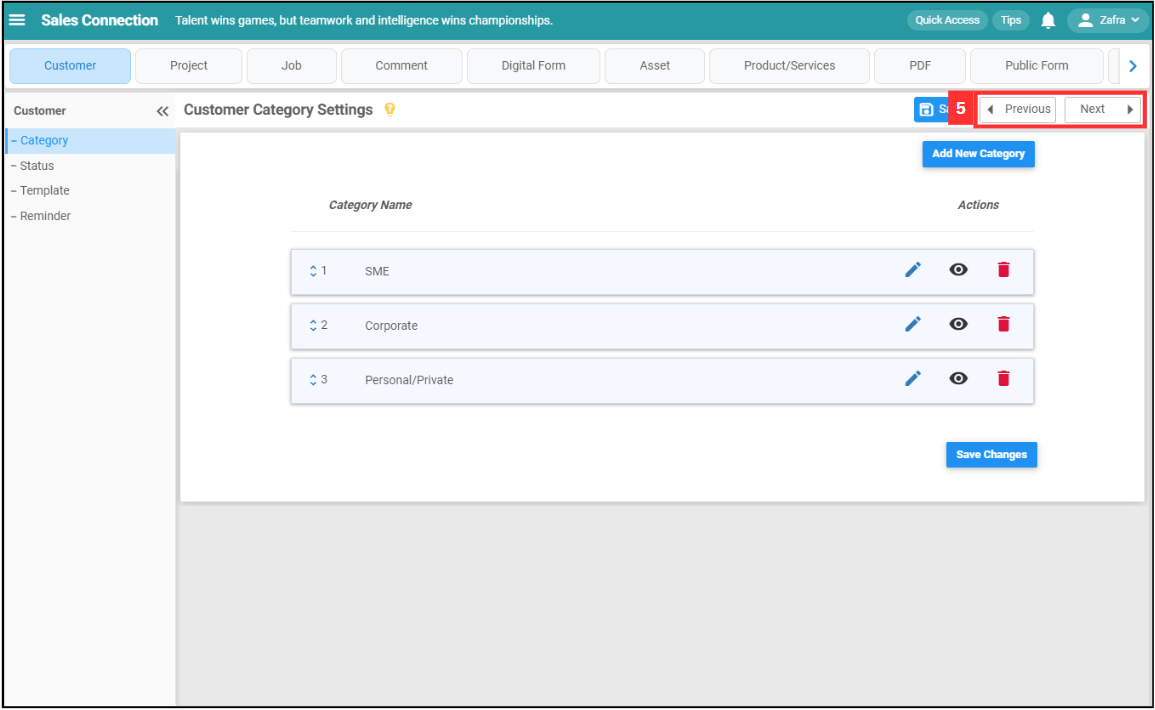 Sales Connection Talent wins games, but teamwork and intelligence wins championships. Quick Access Tips Zafra
Customer Project Job Comment Digital Form Asset Product/Services PDF Public Form
Customer Customer Category Settings 5 Previous Next
– Category
– Status
– Template
– Reminder
Add New Category
Category Name Actions
1 SME
2 Corporate
3 Personal/Private
Save Changes